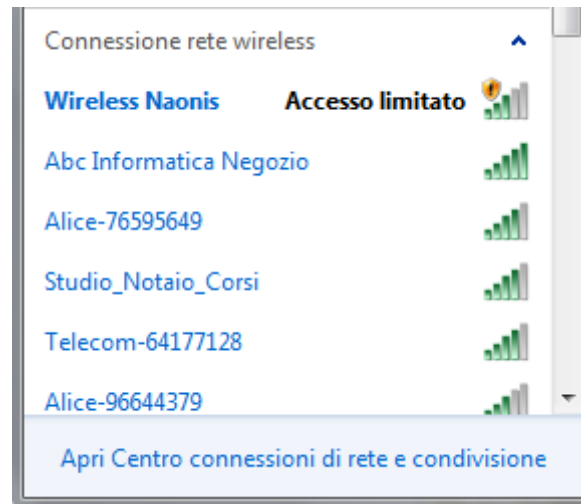 Connessione rete wireless
Wireless Naonis Accesso limitato
Abc Informatica Negozio
Alice-76595649
Studio_Notaio_Corsi
Telecom-64177128
Alice-96644379
Apri Centro connessioni di rete e condivisione